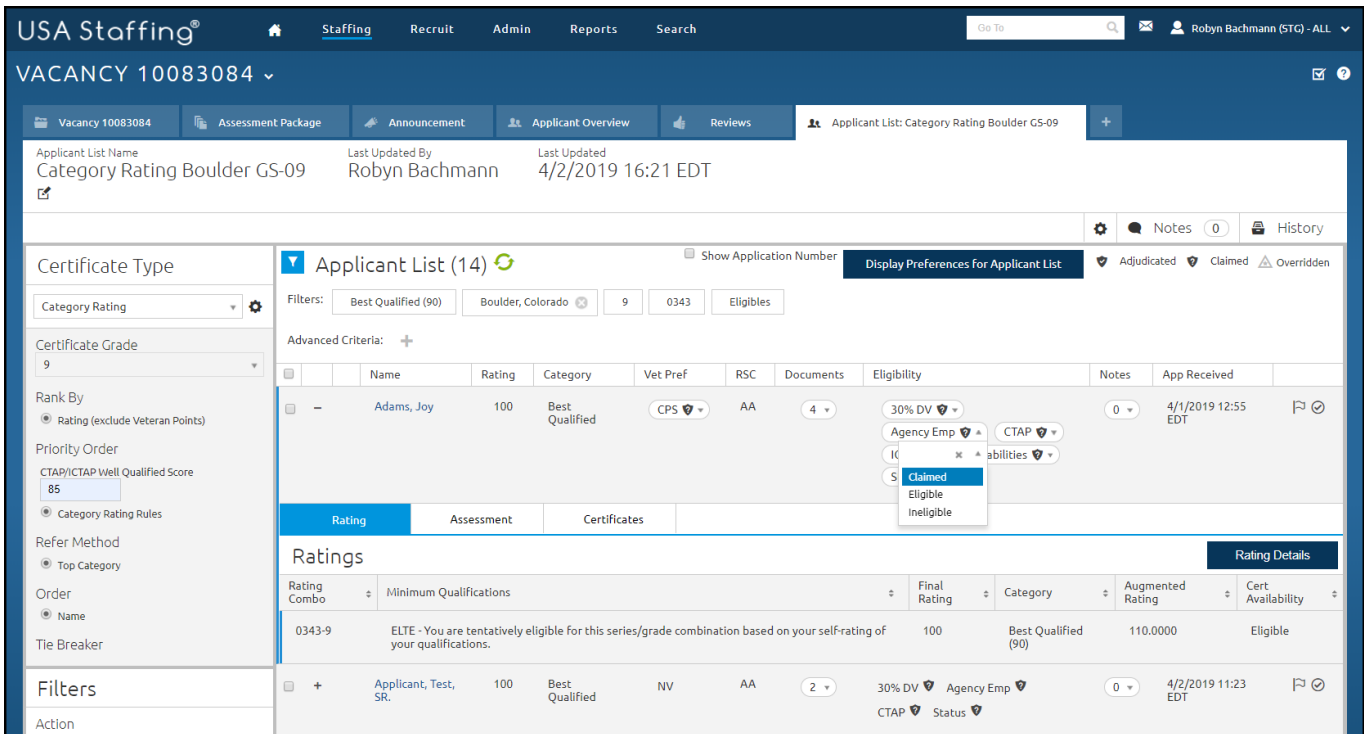 USA Staffing®
Staffing Recruit Admin Reports Search
Go To
Robyn Bachmann (STG) - ALL
VACANCY 10083084
?
Vacancy 10083084
Assessment Package
Announcement
Applicant Overview
Reviews
Applicant List: Category Rating Boulder GS-09
+
Applicant List Name
Category Rating Boulder GS-09
Last Updated By
Robyn Bachmann
Last Updated
4/2/2019 16:21 EDT
Notes 0
History
Certificate Type
Category Rating
Certificate Grade
9
Rank By
Rating (exclude Veteran Points)
Priority Order
CTAP/ICTAP Well Qualified Score
85
Category Rating Rules
Refer Method
Top Category
Order
Name
Tie Breaker
Filters
Action
Applicant List (14)
Show Application Number
Display Preferences for Applicant List
Adjudicated ? Claimed Overridden
Filters: Best Qualified (90) Boulder, Colorado 9 0343 Eligibles
Advanced Criteria: +
Name Rating Category Vet Pref RSC Documents Eligibility Notes App Received
− Adams, Joy 100 Best Qualified CPS AA 4 30% DV 0 4/1/2019 12:55 EDT
Agency Emp CTAP
IC abilities
S
Claimed
Eligible
Ineligible
Rating Assessment Certificates
Ratings
Rating Details
Rating Combo Minimum Qualifications Final Rating Category Augmented Rating Cert Availability
0343-9 ELTE - You are tentatively eligible for this series/grade combination based on your self-rating of 100 Best Qualified (90) 110.0000 Eligible
your qualifications.
+ Applicant, Test, SR. 100 Best Qualified NV AA 2 30% DV Agency Emp 0 4/2/2019 11:23 EDT
CTAP Status